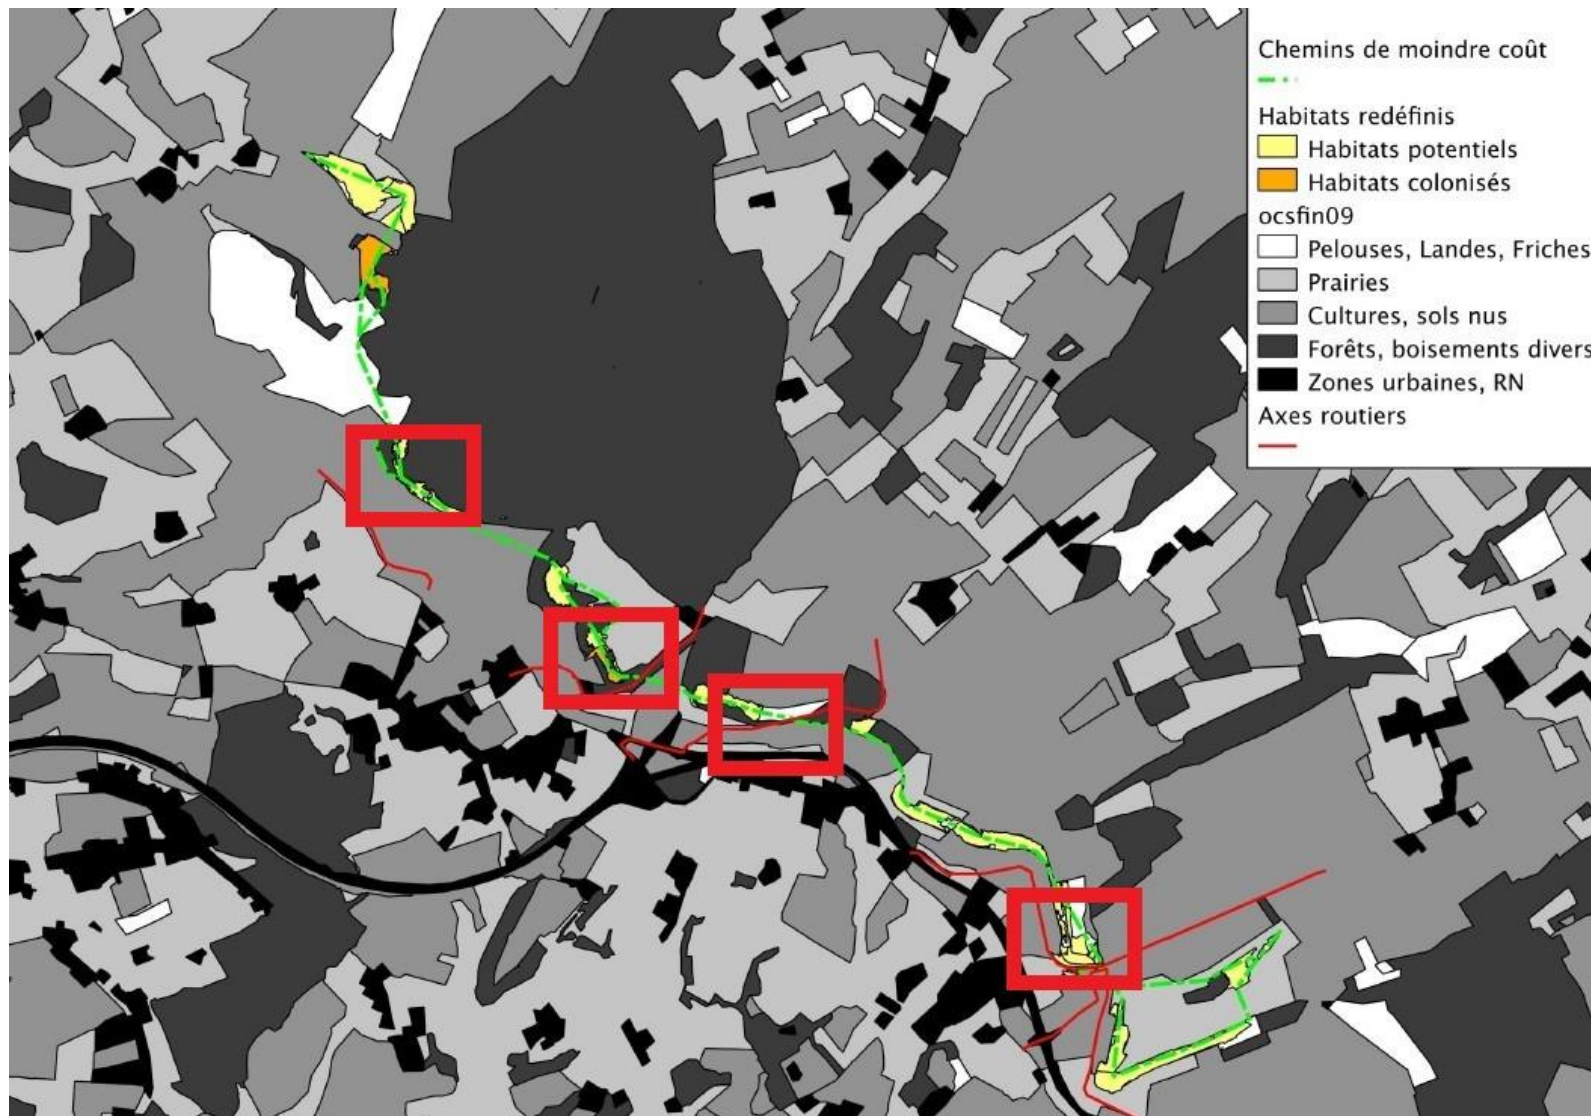 Chemins de moindre coût
Habitats redéfinis
Habitats potentiels
Habitats colonisés
ocsfin09
Pelouses, Landes, Friches
Prairies
Cultures, sols nus
Forêts, boisements divers
Zones urbaines, RN
Axes routiers